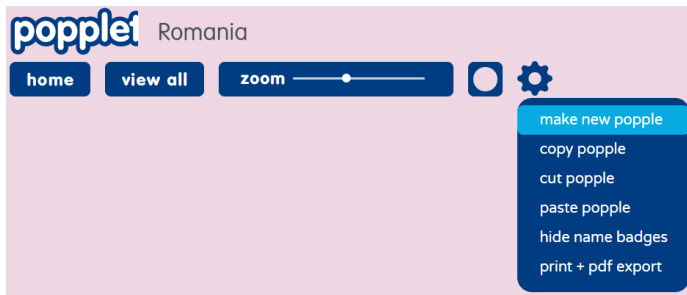 popplet Romania
home view all zoom
make new popple
copy popple
cut popple
paste popple
hide name badges
print + pdf export